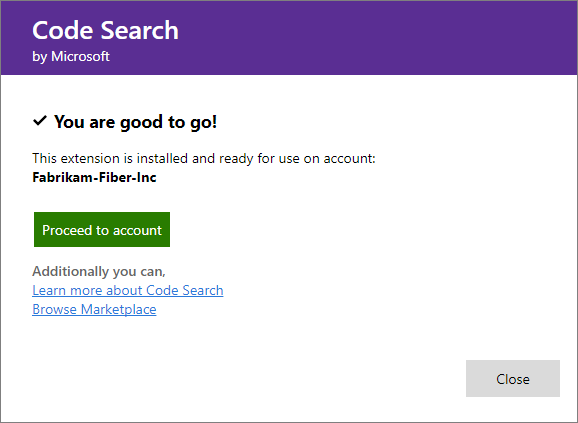 Code Search
by Microsoft
You are good to go!
This extension is installed and ready for use on account:
Fabrikam-Fiber-Inc
Proceed to account
Additionally you can,
Learn more about Code Search
Browse Marketplace
Close